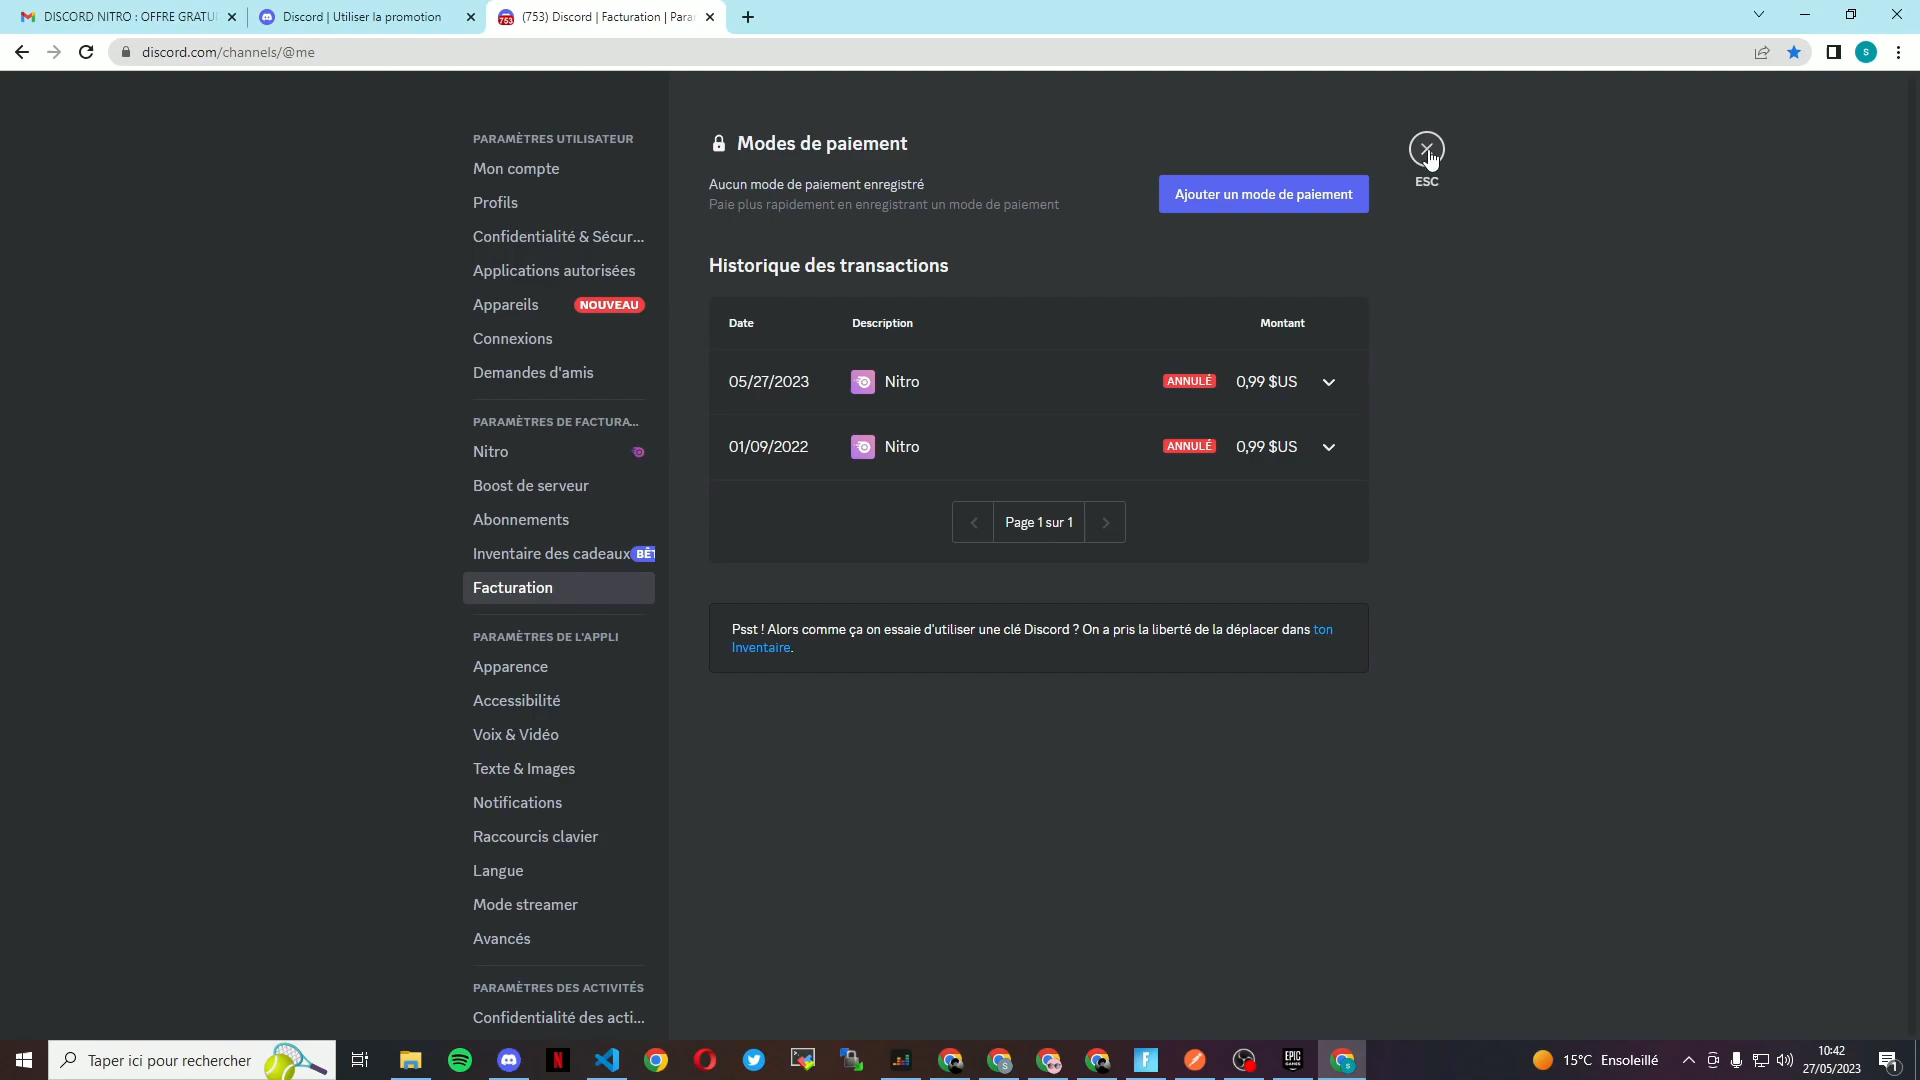 DISCORD NITRO : OFFRE GRATU
Discord | Utiliser la promotion
753
(753) Discord | Facturation | Para
discord.com/channels/@me
S
PARAMÈTRES UTILISATEUR
Mon compte
Profils
Confidentialité & Sécur...
Applications autorisées
Appareils NOUVEAU
Connexions
Demandes d'amis
PARAMÈTRES DE FACTURA...
Nitro
Boost de serveur
Abonnements
Inventaire des cadeaux BÊT
Facturation
PARAMÈTRES DE L'APPLI
Apparence
Accessibilité
Voix & Vidéo
Texte & Images
Notifications
Raccourcis clavier
Langue
Mode streamer
Avancés
PARAMÈTRES DES ACTIVITÉS
Confidentialité des acti...
Modes de paiement
Aucun mode de paiement enregistré
Paie plus rapidement en enregistrant un mode de paiement
Ajouter un mode de paiement
ESC
Historique des transactions
Date Description Montant
05/27/2023 Nitro ANNULÉ 0,99 $US
01/09/2022 Nitro ANNULÉ 0,99 $US
Page 1 sur 1
Psst ! Alors comme ça on essaie d'utiliser une clé Discord ? On a pris la liberté de la déplacer dans ton
Inventaire.
Taper ici pour rechercher
N
F
EPIC
GAMES
15°C Ensoleillé
10:42
27/05/2023
1